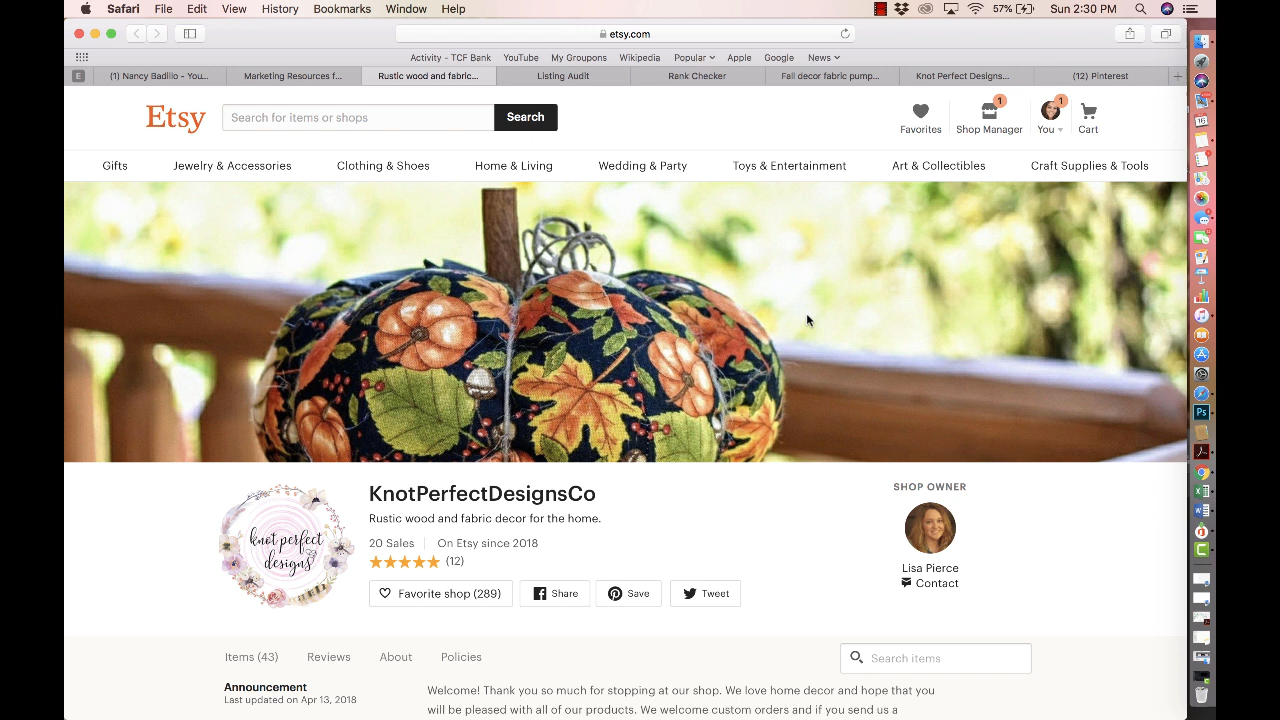 Safari File Edit View History Bookmarks Window Help 5% Sun 2:30 PM
etsy.com
Activity - TCF Bank YouTube My Groupons Wikipedia Popular Apple Google News
E (1) Nancy Badillo - You... Marketing Resources f... Rustic wood and fabric... Listing Audit Rank Checker Fall decor fabric pump... Knot Perfect Designs... (12) Pinterest
Etsy Search for items or shops Search
1 1
Favorites Shop Manager You Cart
Gifts Jewelry & Accessories Clothing & Shoes Home & Living Wedding & Party Toys & Entertainment Art & Collectibles Craft Supplies & Tools
KnotPerfectDesignsCo
Rustic wood and fabric décor for the home.
20 Sales On Etsy since 2018
(12)
Favorite shop (289) Share Save Tweet
knot perfect
designs
SHOP OWNER
Lisa Pierce
Contact
Items (43) Reviews About Policies Search items
Announcement
Last updated on Apr 12, 2018
Welcome! Thank you so much for stopping at our shop. We love home decor and hope that you
will be pleased with all of our products. We welcome custom orders and if you send us a